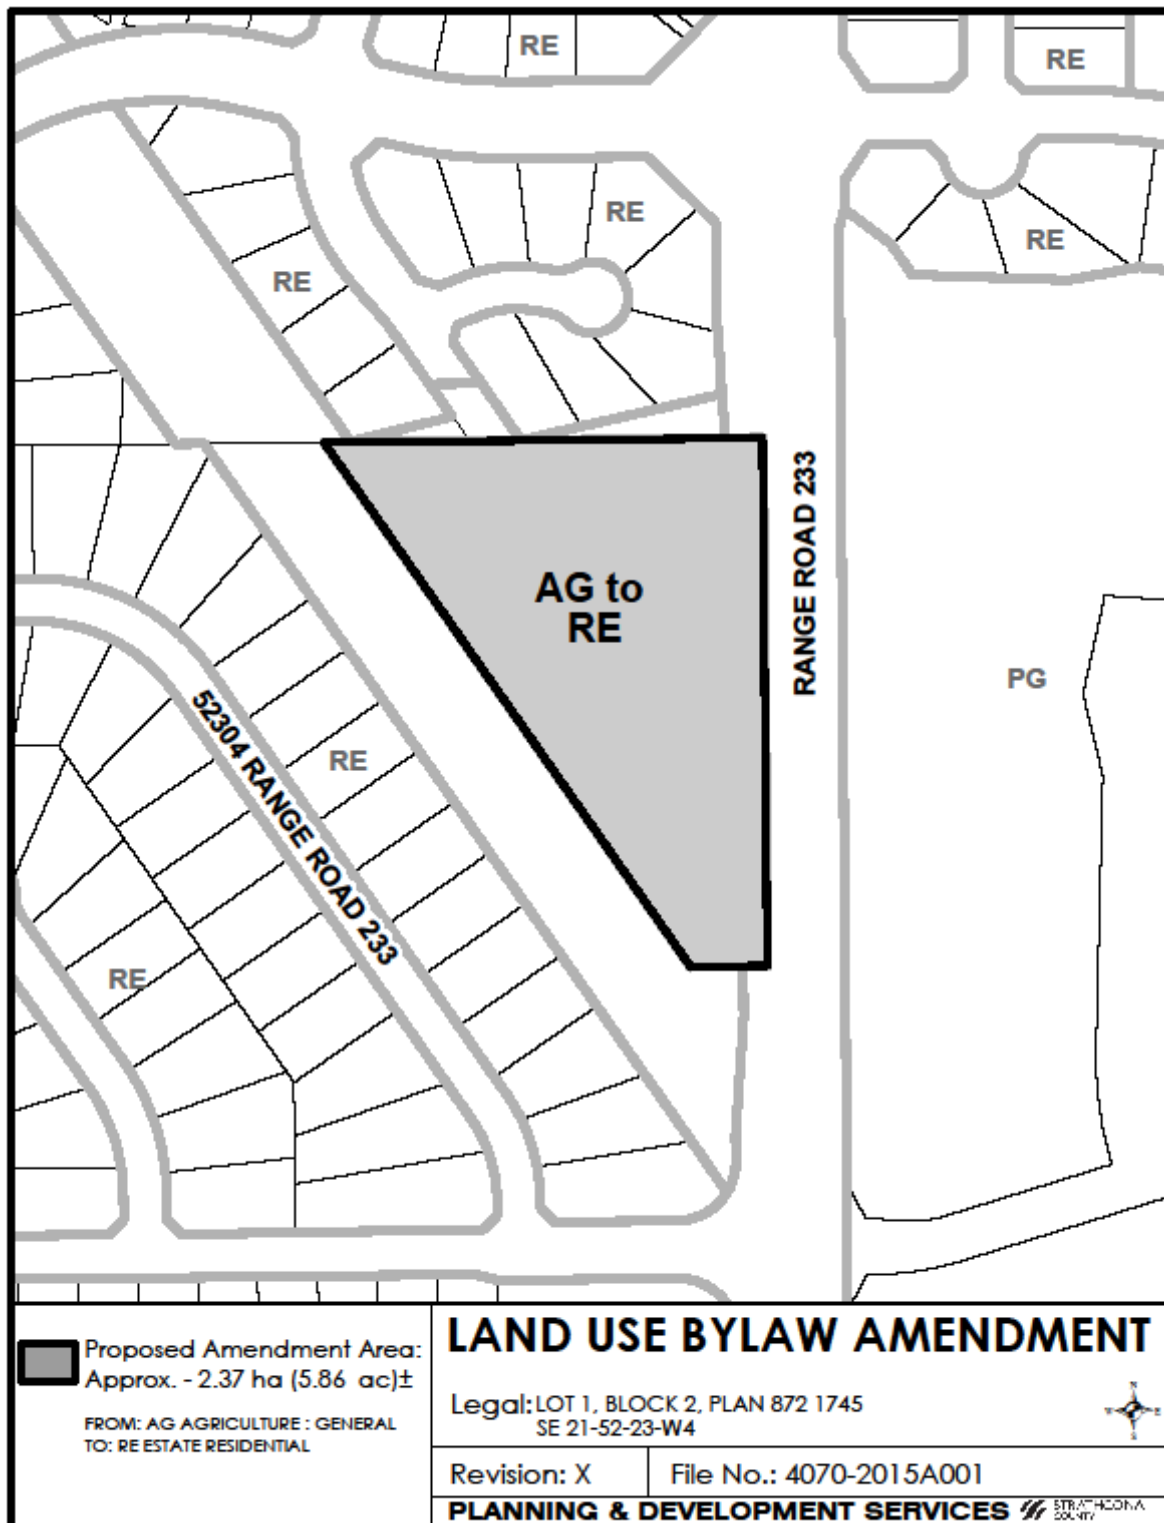 RE
RE
RE
RE
RE
RANGE ROAD 233
AG to
RE
PG
52304 RANGE ROAD 233
RE
RE
Proposed Amendment Area:
Approx. - 2.37 ha (5.86 ac)±
FROM: AG AGRICULTURE : GENERAL
TO: RE ESTATE RESIDENTIAL
LAND USE BYLAW AMENDMENT
Legal: LOT 1, BLOCK 2, PLAN 872 1745
SE 21-52-23-W4
N
W E
S
Revision: X
File No.: 4070-2015A001
PLANNING & DEVELOPMENT SERVICES
STRATHCONA
COUNTY